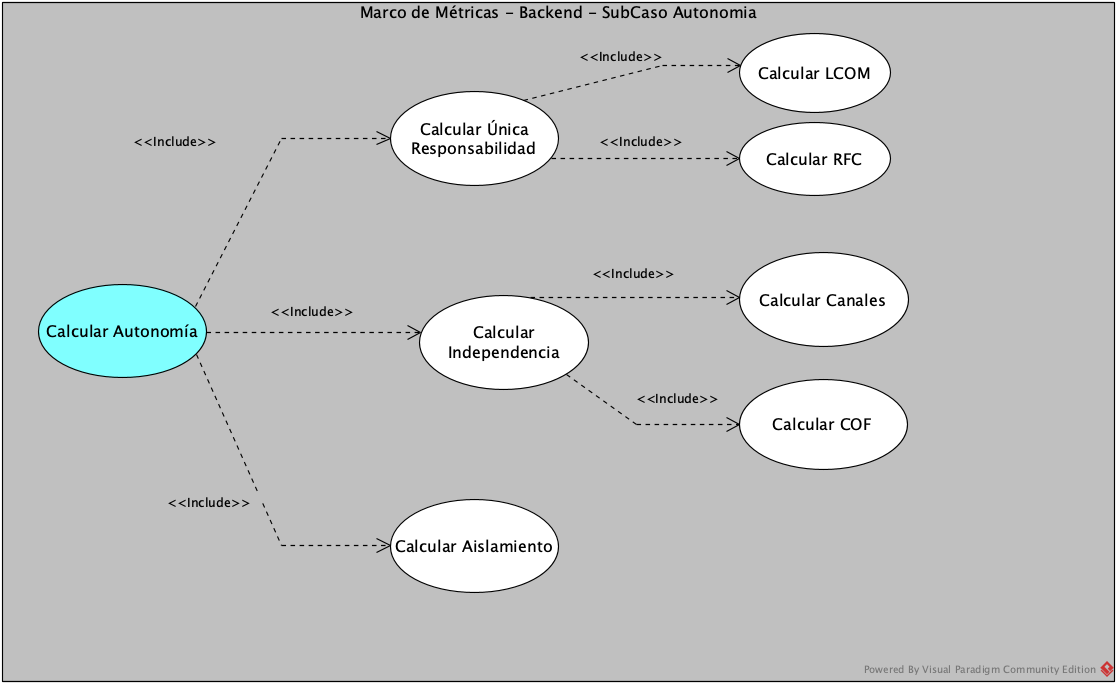 Marco de Métricas - Backend - SubCaso Autonomia
<<Include>>
Calcular LCOM
Calcular Única
Responsabilidad
<<Include>>
<<Include>>
Calcular RFC
<<Include>>
Calcular Canales
<<Include>>
Calcular Autonomía
Calcular
Independencia
<<Include>>
Calcular COF
<<Include>>
Calcular Aislamiento
Powered By Visual Paradigm Community Edition